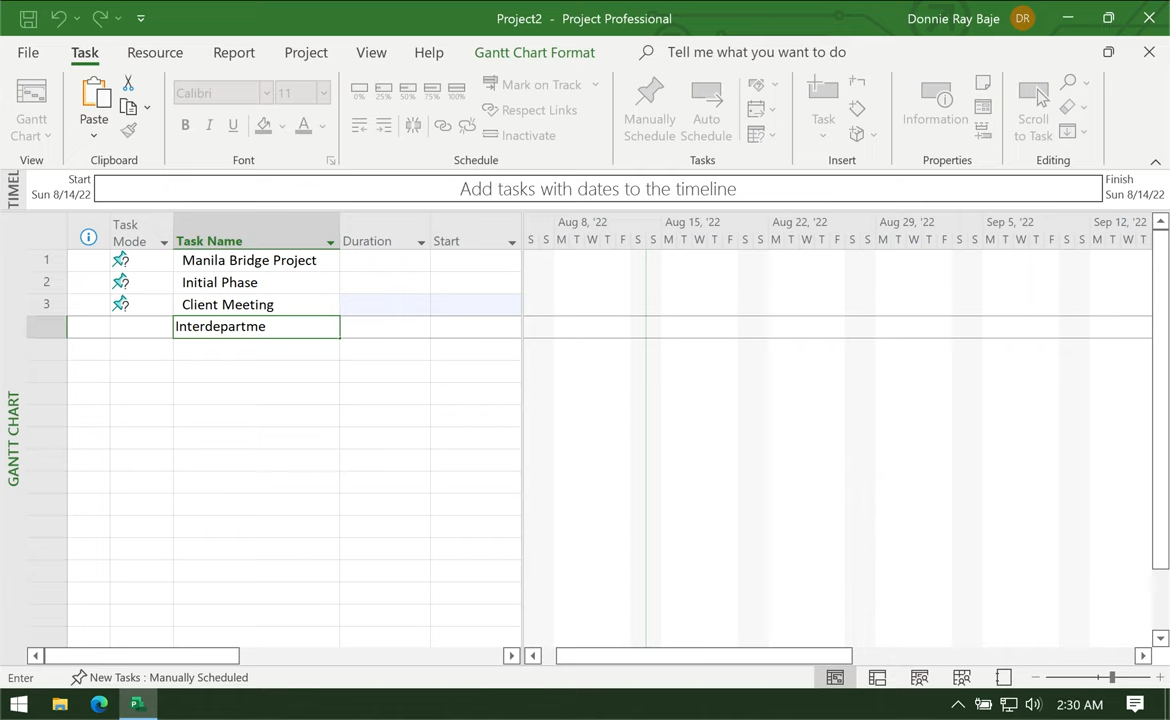 Project2 - Project Professional
Donnie Ray Baje
DR
File
Task
Resource
Report
Project
View
Help
Gantt Chart Format
Tell me what you want to do
Gantt
Chart
View
Paste
Clipboard
Calibri
11
B I U
A
Font
0% 25% 50% 75% 100%
Mark on Track
Respect Links
Inactivate
Schedule
Manually
Schedule
Auto
Schedule
Tasks
Task
Insert
Information
Properties
Scroll
to Task
Editing
TIMEL
Start
Sun 8/14/22
Add tasks with dates to the timeline
Finish
Sun 8/14/22
Task
Mode
Task Name
Duration
Start
Aug 8, '22
Aug 15, '22
Aug 22, '22
Aug 29, '22
Sep 5, '22
Sep 12, '22
S S M T W T F S S M T W T F S S M T W T F S S M T W T F S S M T W T F S S M T W T
1 Manila Bridge Project
2 Initial Phase
3 Client Meeting
Interdepartme
GANTT CHART
Enter
New Tasks : Manually Scheduled
2:30 AM